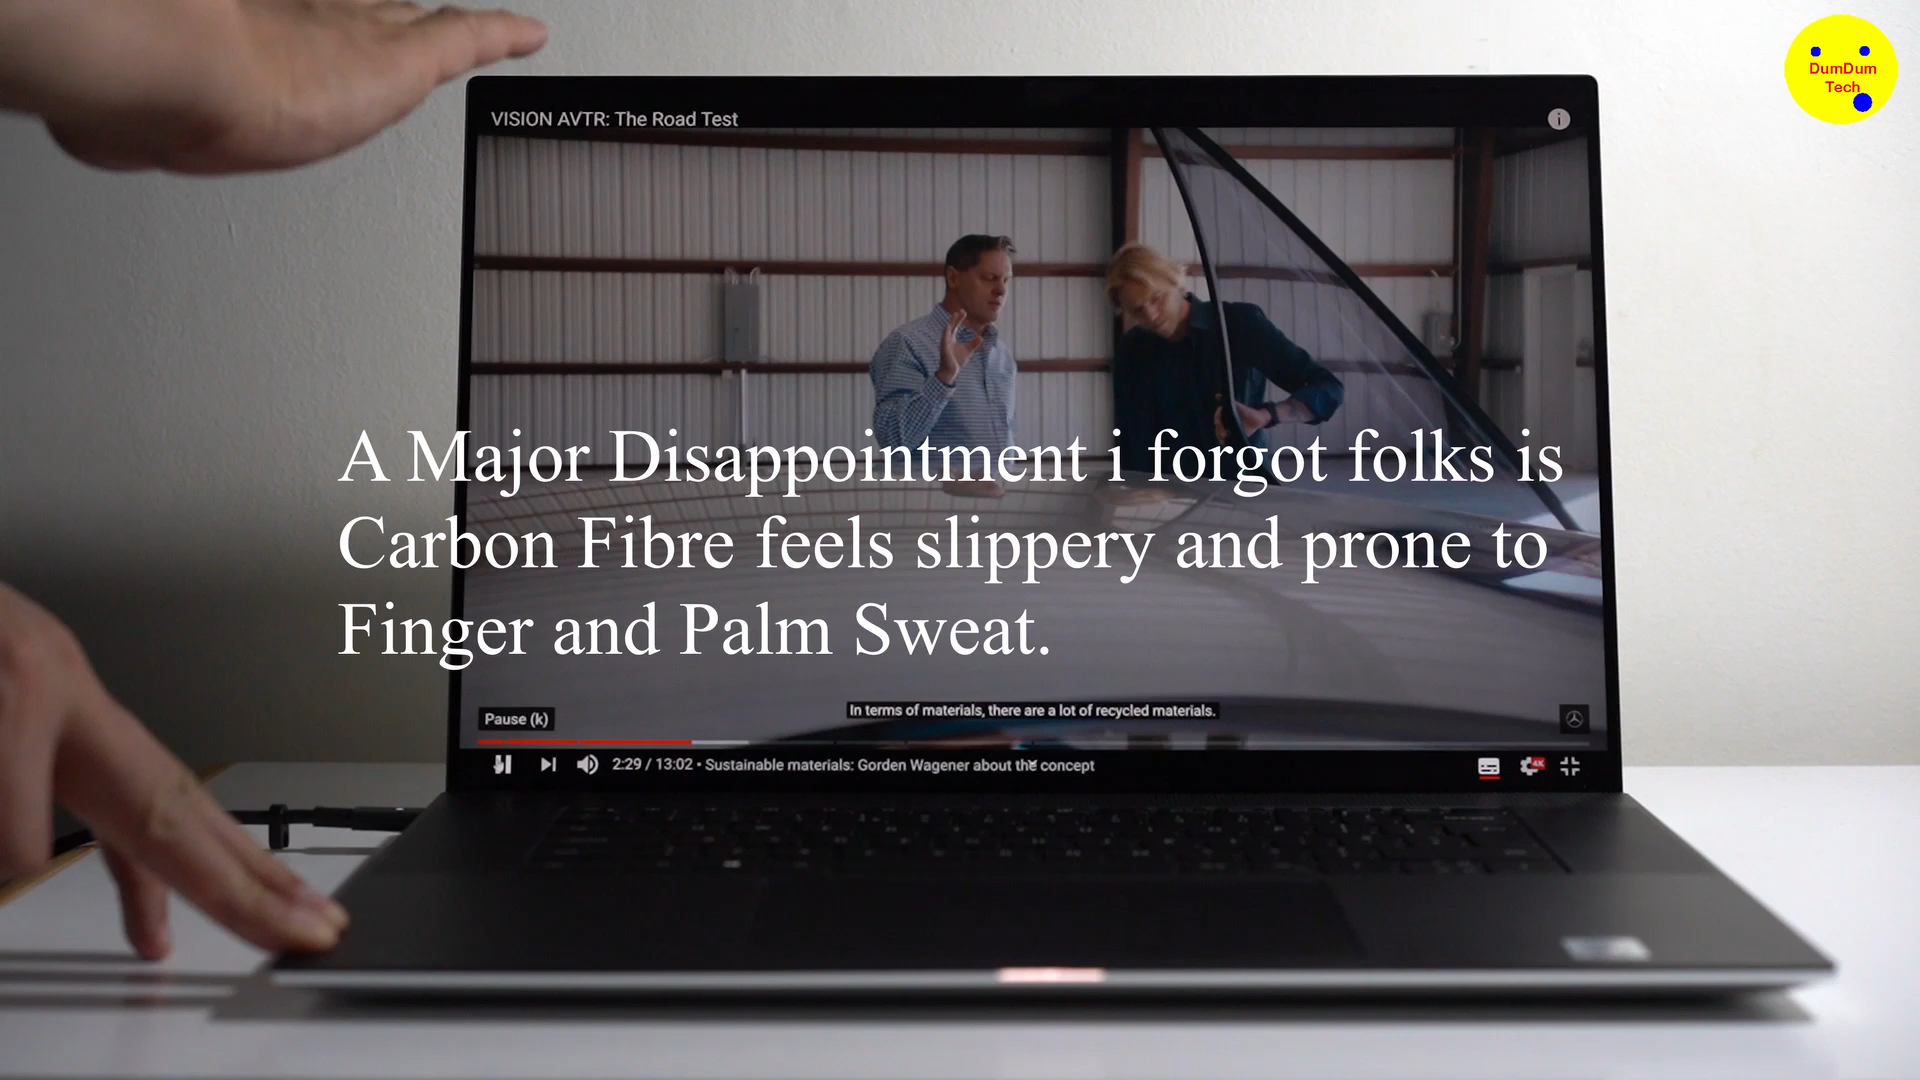 DumDum
Tech
VISION AVTR: The Road Test
A Major Disappointment i forgot folks is
Carbon Fibre feels slippery and prone to
Finger and Palm Sweat.
In terms of materials, there are a lot of recycled materials.
Pause (k)
2:29 / 13:02 • Sustainable materials: Gorden Wagener about the concept
4K